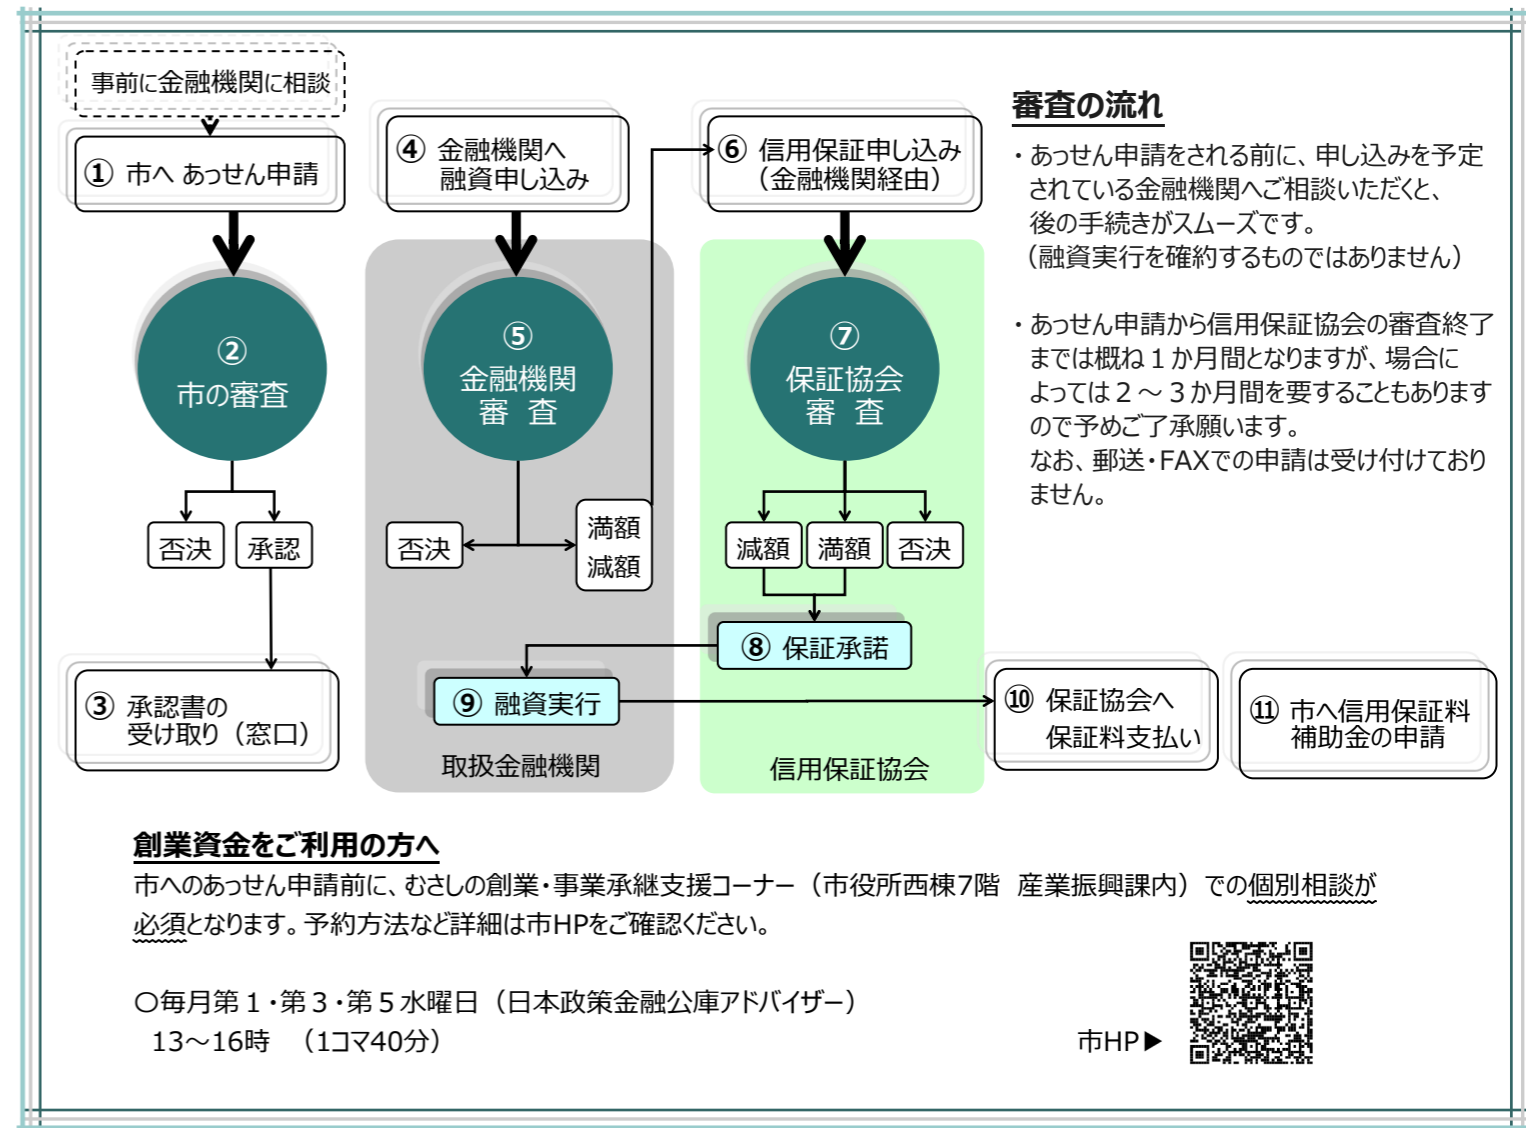 事前に金融機関に相談
① 市へ あっせん申請
②
市の審査
否決
承認
③ 承認書の
受け取り（窓口）
④ 金融機関へ
融資申し込み
⑤
金融機関
審 査
否決
満額
減額
⑥ 信用保証申し込み
（金融機関経由）
⑦
保証協会
審 査
減額
満額
否決
⑧ 保証承諾
⑨ 融資実行
取扱金融機関
信用保証協会
⑩ 保証協会へ
保証料支払い
⑪ 市へ信用保証料
補助金の申請
審査の流れ
・あっせん申請をされる前に、申し込みを予定
されている金融機関へご相談いただくと、
後の手続きがスムーズです。
（融資実行を確約するものではありません）
・あっせん申請から信用保証協会の審査終了
までは概ね１か月間となりますが、場合に
よっては２～３か月間を要することもあります
ので予めご了承願います。
なお、郵送・FAXでの申請は受け付けており
ません。
創業資金をご利用の方へ
市へのあっせん申請前に、むさしの創業・事業承継支援コーナー（市役所西棟7階　産業振興課内）での個別相談が
必須となります。予約方法など詳細は市HPをご確認ください。
〇毎月第１・第３・第５水曜日（日本政策金融公庫アドバイザー）
13～16時　（1コマ40分）
市HP▶